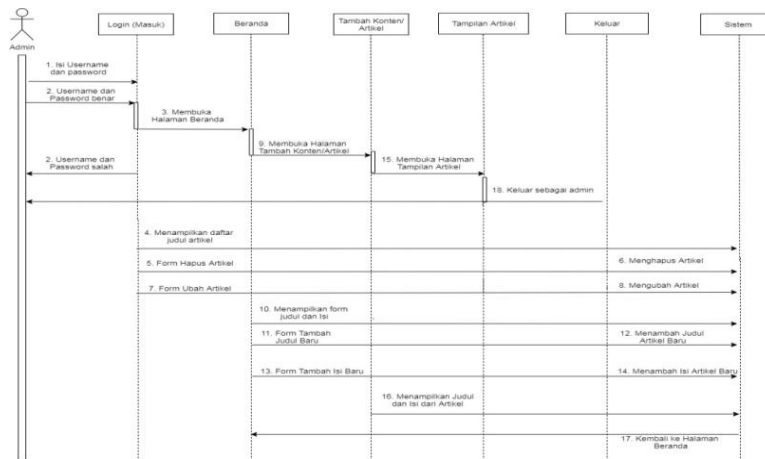 Admin
Login (Masuk)
Beranda
Tambah Konten/
Artikel
Tampilan Artikel
Keluar
Sistem
1. Isi Username
dan password
2. Username dan
Password benar
3. Membuka
Halaman Beranda
9. Membuka Halaman
Tambah Konten/Artikel
15. Membuka Halaman
Tampilan Artikel
2. Username dan
Password salah
18. Keluar sebagai admin
4. Menampilkan daftar
judul artikel
5. Form Hapus Artikel
6. Menghapus Artikel
7. Form Ubah Artikel
8. Mengubah Artikel
10. Menampilkan form
judul dan Isi
11. Form Tambah
Judul Baru
12. Menambah Judul
Artikel Baru
13. Form Tambah Isi Baru
14. Menambah Isi Artikel Baru
16. Menampilkan Judul
dan Isi dari Artikel
17. Kembali ke Halaman
Beranda